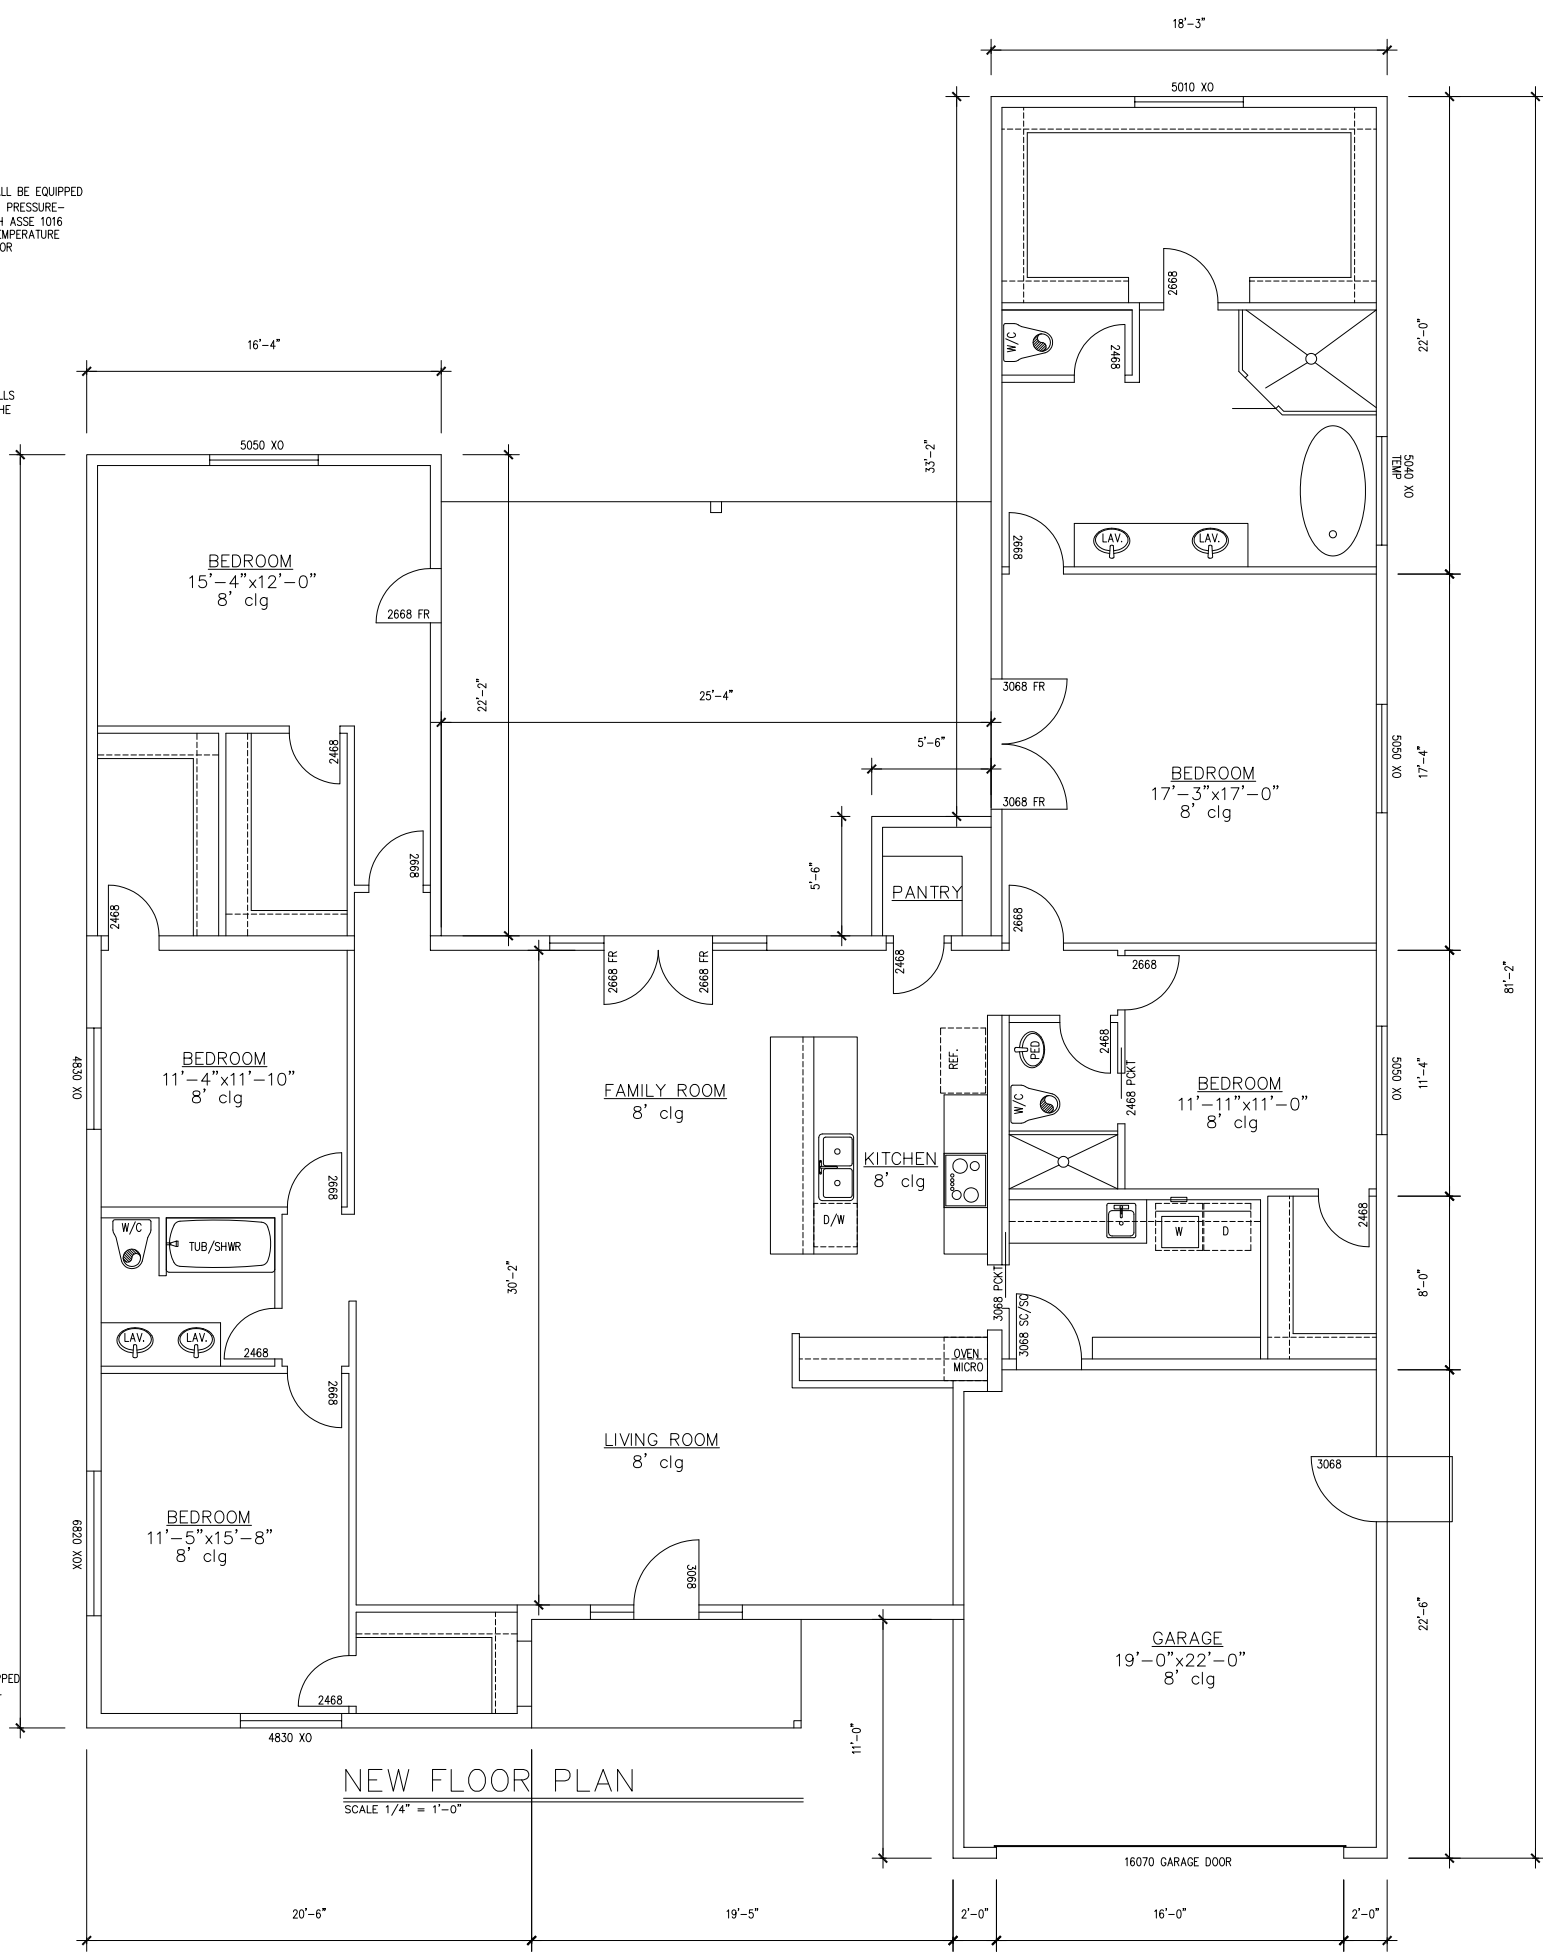 18'-3"
5010 XO
LL BE EQUIPPED
PRESSURE-
H ASSE 1016
EMPERATURE
OR
2668
22'-0"
W/C
2468
16'-4"
LLS
HE
5050 XO
33'-2"
5040 XO
TEMP
2668
LAV.
LAV.
BEDROOM
15'-4"x12'-0"
8' clg
2668 FR
22'-2"
25'-4"
3068 FR
5'-6"
2468
5050 XO
17'-4"
BEDROOM
17'-3"x17'-0"
8' clg
3068 FR
2668
5'-6"
PANTRY
2468
2668
2668 FR
2668 FR
2468
2668
81'-2"
4830 XO
BEDROOM
11'-4"x11'-10"
8' clg
FAMILY ROOM
8' clg
REF.
PED
2468
W/C
2468 PCKT
BEDROOM
11'-11"x11'-0"
8' clg
5050 XO
11'-4"
KITCHEN
8' clg
2668
D/W
W/C
TUB/SHWR
W
D
2468
30'-2"
3068 PCKT
3068 SC/SC
8'-0"
LAV.
LAV.
2468
OVEN
MICRO
2668
LIVING ROOM
8' clg
3068
6820 XOX
BEDROOM
11'-5"x15'-8"
8' clg
3068
22'-6"
GARAGE
19'-0"x22'-0"
8' clg
PPED
2468
4830 XO
11'-0"
NEW FLOOR PLAN
SCALE 1/4" = 1'-0"
16070 GARAGE DOOR
20'-6"
19'-5"
2'-0"
16'-0"
2'-0"